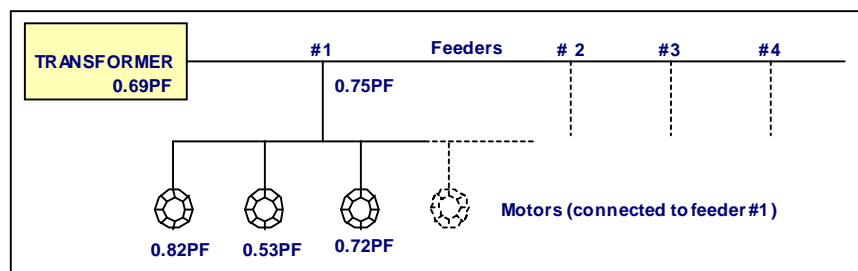 #1 Feeders # 2 #3 #4
TRANSFORMER
0.69PF
0.75PF
Motors (connected to feeder #1)
0.82PF 0.53PF 0.72PF